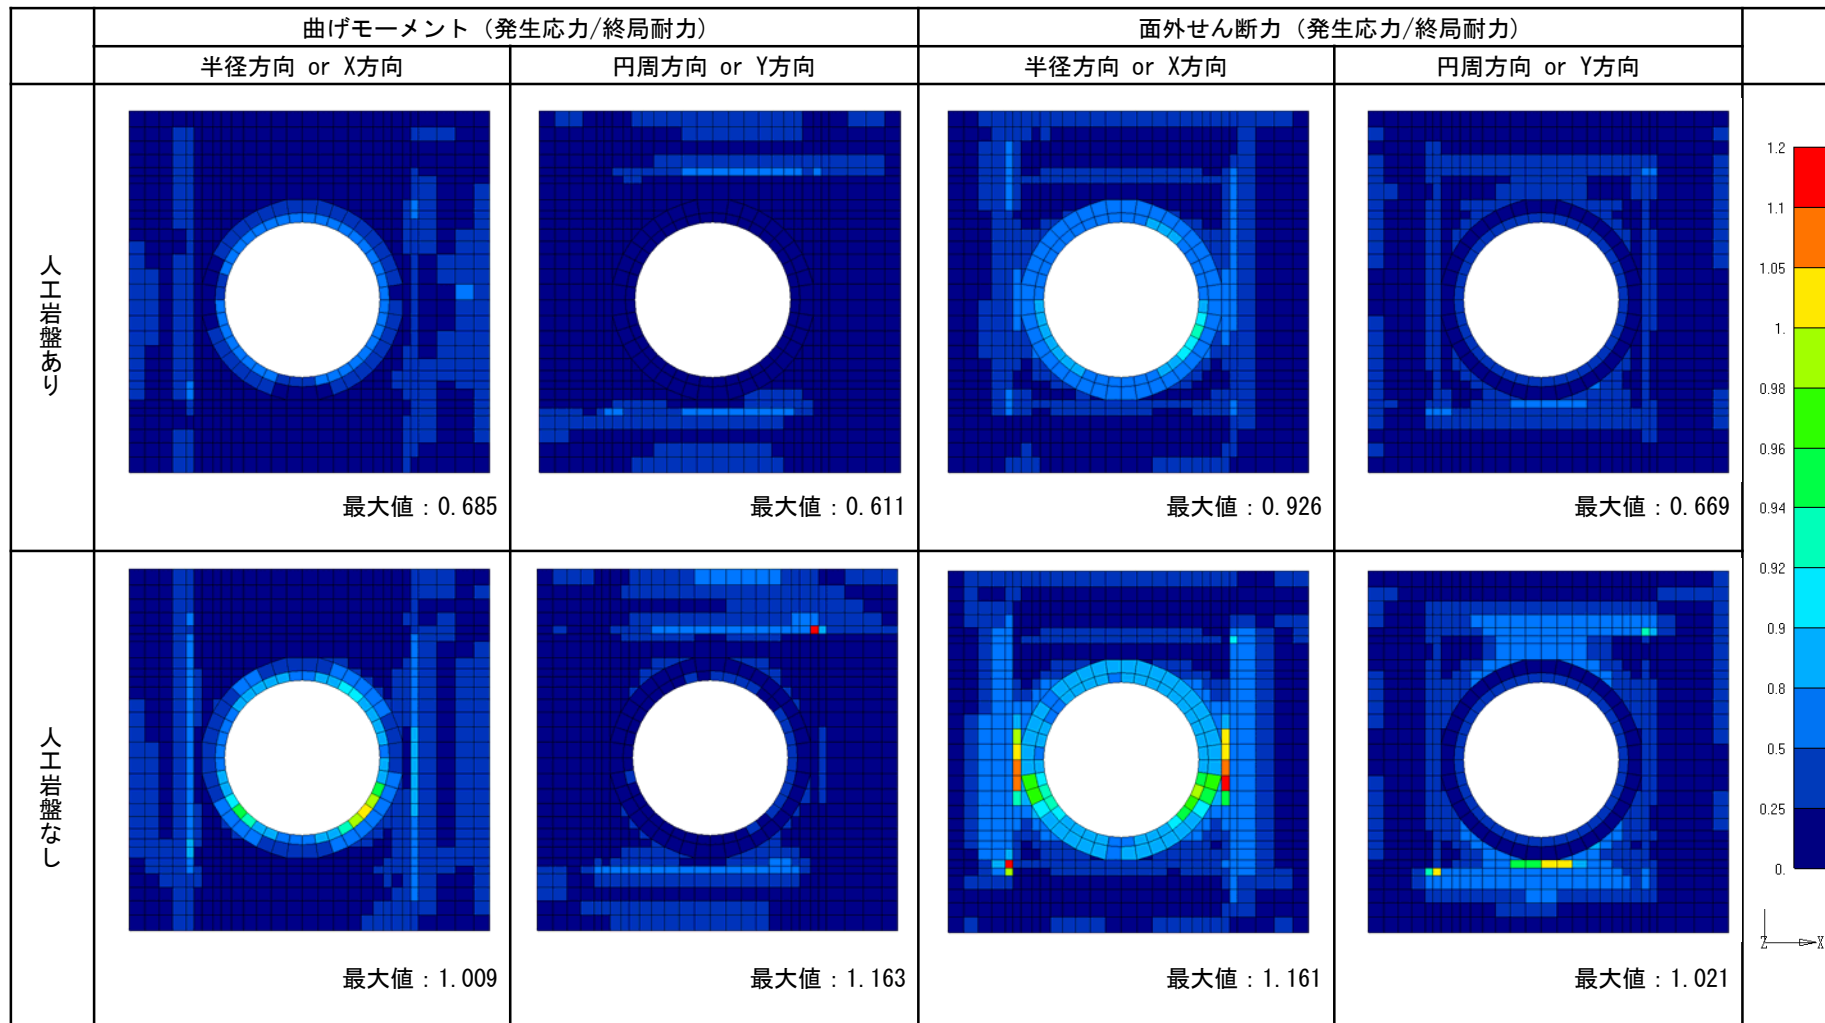 曲げモーメント（発生応力/終局耐力）
面外せん断力（発生応力/終局耐力）
半径方向 or X方向
円周方向 or Y方向
半径方向 or X方向
円周方向 or Y方向
人工岩盤あり
最大値：0.685
最大値：0.611
最大値：0.926
最大値：0.669
人工岩盤なし
最大値：1.009
最大値：1.163
最大値：1.161
最大値：1.021
1.2
1.1
1.05
1.
0.98
0.96
0.94
0.92
0.9
0.8
0.5
0.25
0.
Z
X